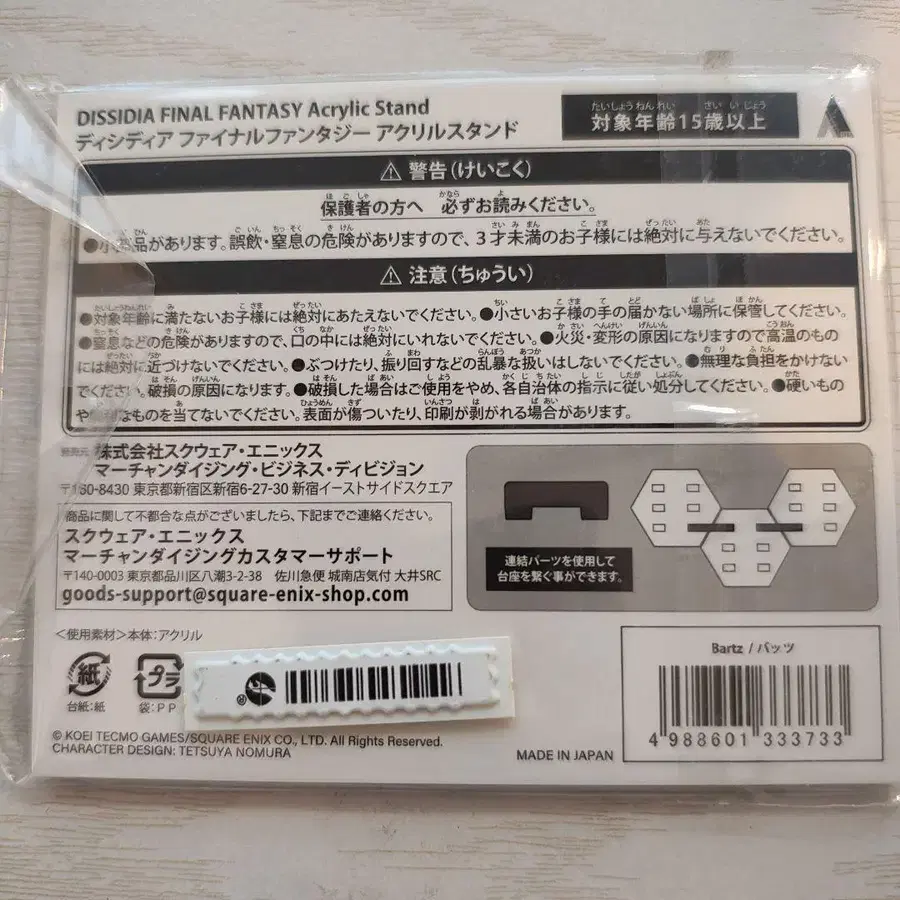 DISSIDIA FINAL FANTASY Acrylic Stand
ディシディア ファイナルファンタジー アクリルスタンド
たいしょうねんれい さいいじょう
対象年齢15歳以上
⚠ 警告(けいこく)
保護者の方へ 必ずお読みください。
●小部品があります。誤飲・窒息の危険がありますので、3才未満のお子様には絶対に与えないでください。
⚠ 注意(ちゅうい)
●対象年齢に満たないお子様には絶対にあたえないでください。●小さいお子様の手の届かない場所に保管してください。
●窒息などの危険がありますので、口の中には絶対にいれないでください。●火災・変形の原因になりますので高温のもの
には絶対に近づけないでください。●ぶつけたり、振り回すなどの乱暴な扱いはしないでください。●無理な負担をかけない
でください。破損の原因になります。●破損した場合はご使用をやめ、各自治体の指示に従い処分してください。●硬いもの
や なものを当てないでください。表面が傷ついたり、印刷が剥がれる場合があります。
発売元 株式会社スクウェア・エニックス
マーチャンダイジング・ビジネス・ディビジョン
〒160-8430 東京都新宿区新宿6-27-30 新宿イーストサイドスクエア
商品に関して不都合な点がございましたら、下記までご連絡ください。
スクウェア・エニックス
マーチャンダイジングカスタマーサポート
〒140-0003 東京都品川区八潮3-2-38 佐川急便 城南店気付 大井SRC
goods-support@square-enix-shop.com
連結パーツを使用して
台座を繋ぐ事ができます。
<使用素材>本体:アクリル
紙
プラ
台紙:紙
袋:PP
®
Bartz / バッツ
4 988601 333733
© KOEI TECMO GAMES/SQUARE ENIX CO., LTD. All Rights Reserved.
CHARACTER DESIGN: TETSUYA NOMURA
MADE IN JAPAN